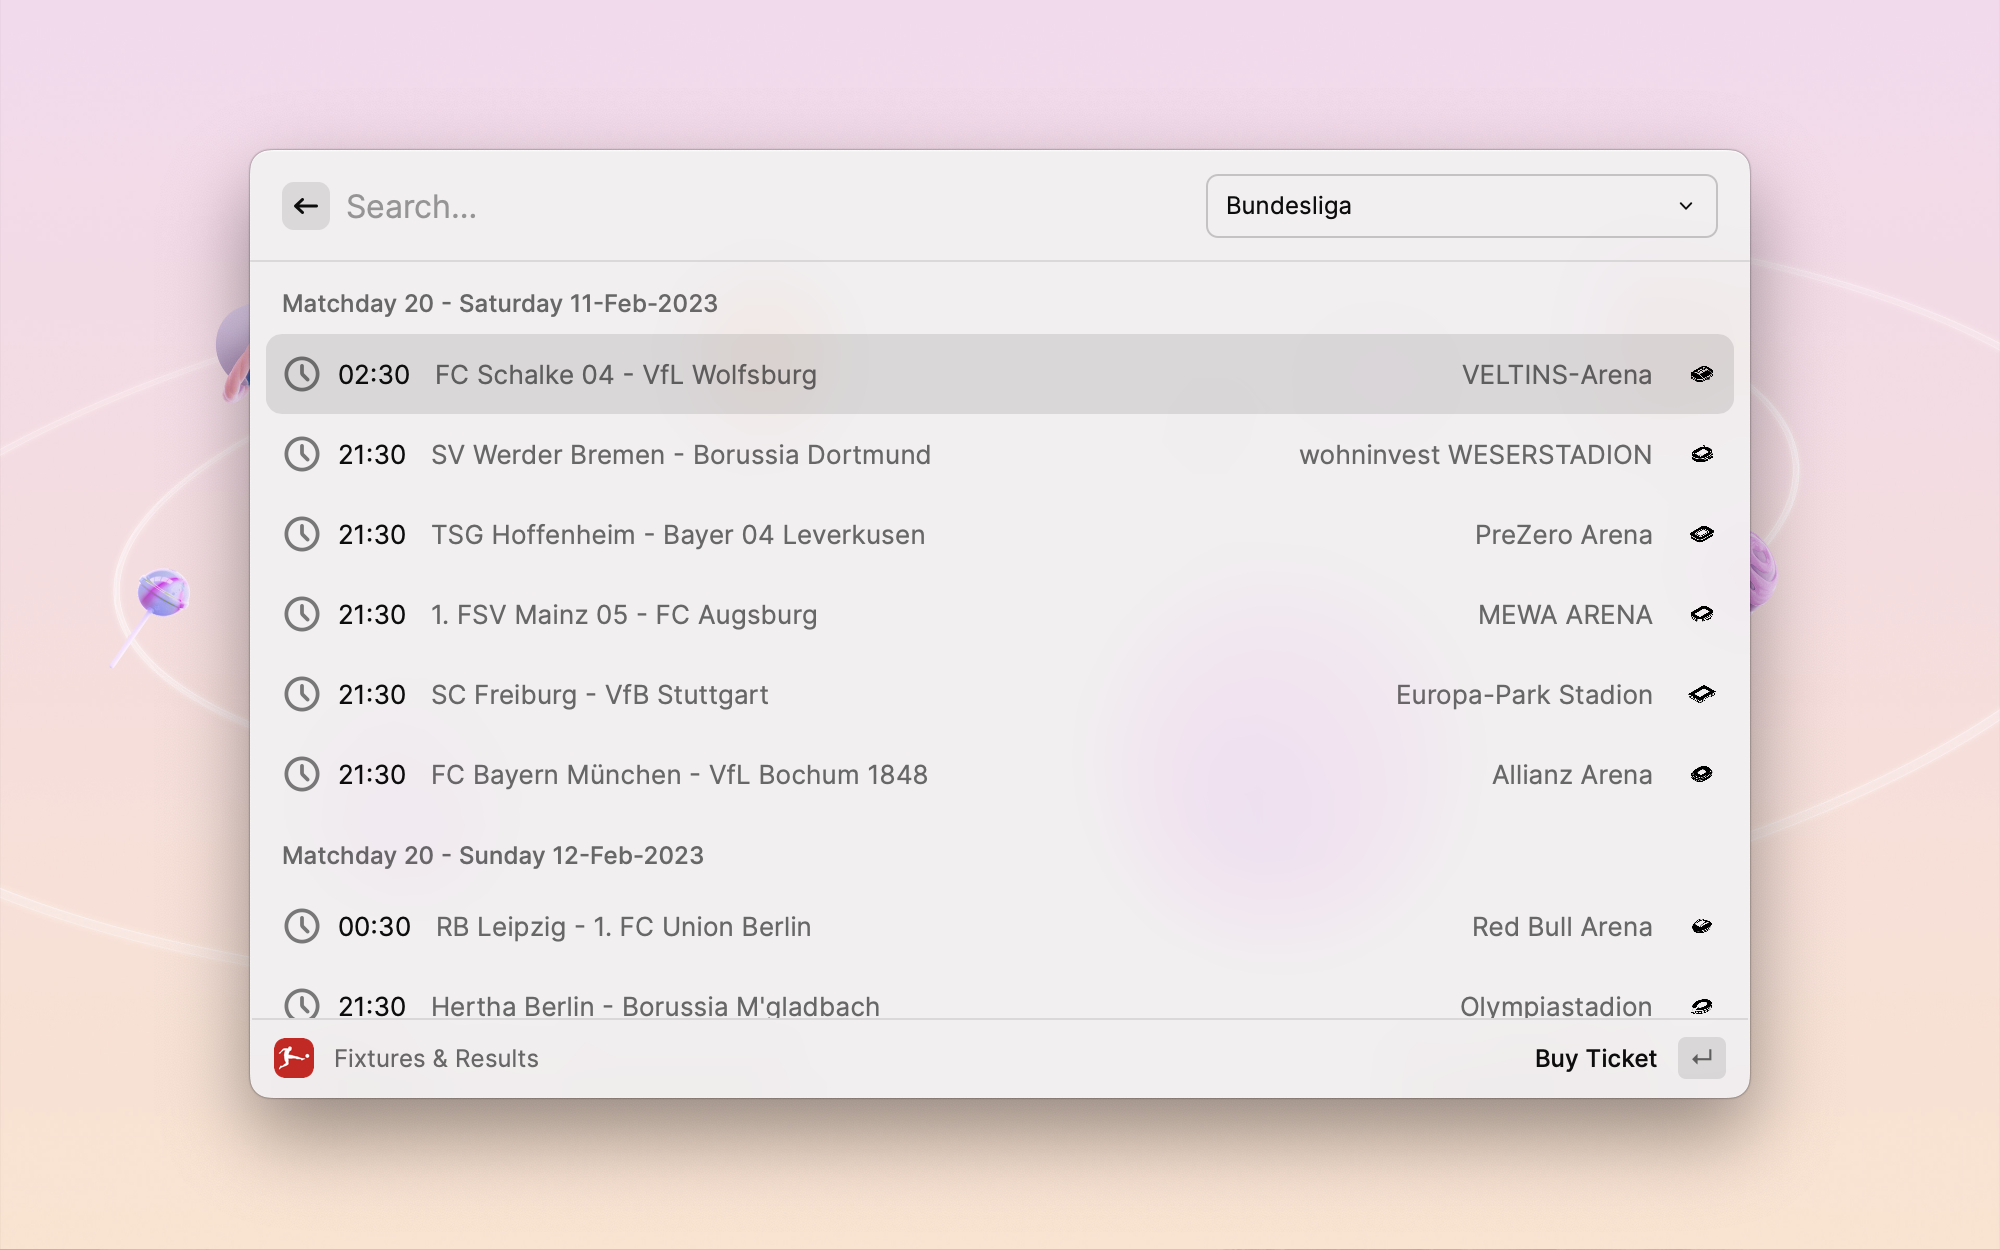 Search...
Bundesliga
Matchday 20 - Saturday 11-Feb-2023
02:30 FC Schalke 04 - VfL Wolfsburg VELTINS-Arena
21:30 SV Werder Bremen - Borussia Dortmund wohninvest WESERSTADION
21:30 TSG Hoffenheim - Bayer 04 Leverkusen PreZero Arena
21:30 1. FSV Mainz 05 - FC Augsburg MEWA ARENA
21:30 SC Freiburg - VfB Stuttgart Europa-Park Stadion
21:30 FC Bayern München - VfL Bochum 1848 Allianz Arena
Matchday 20 - Sunday 12-Feb-2023
00:30 RB Leipzig - 1. FC Union Berlin Red Bull Arena
21:30 Hertha Berlin - Borussia M'gladbach Olympiastadion
Fixtures & Results Buy Ticket